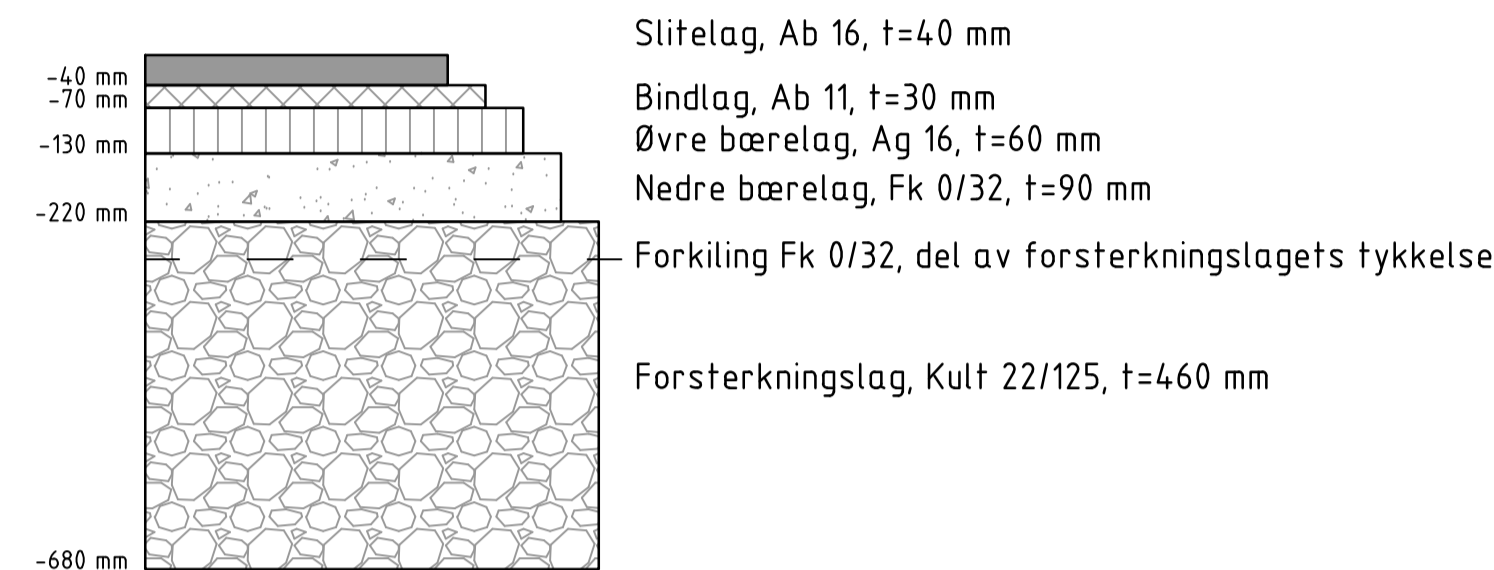 Slitelag, Ab 16, t=40 mm
-40 mm
-70 mm
Bindlag, Ab 11, t=30 mm
-130 mm
Øvre bærelag, Ag 16, t=60 mm
Nedre bærelag, Fk 0/32, t=90 mm
-220 mm
Forkiling Fk 0/32, del av forsterkningslagets tykkelse
Forsterkningslag, Kult 22/125, t=460 mm
-680 mm